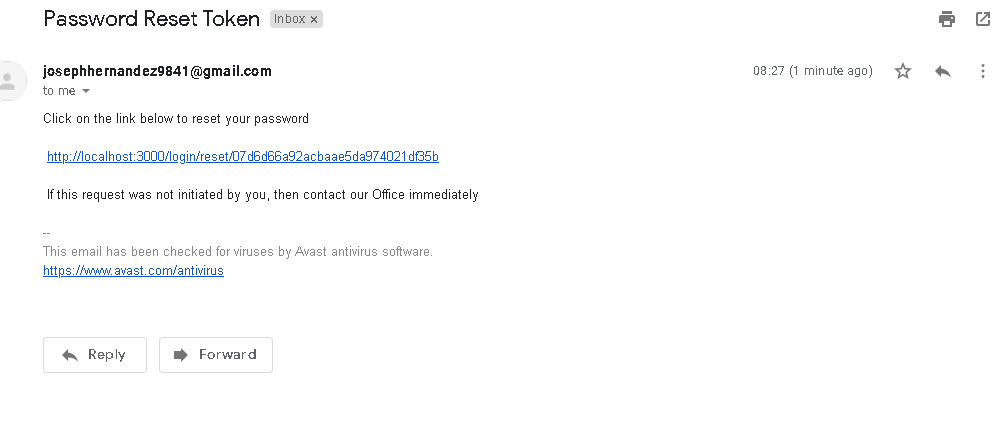 Password Reset Token Inbox ×
josephhernandez9841@gmail.com 08:27 (1 minute ago)
to me
Click on the link below to reset your password
http://localhost:3000/login/reset/07d6d66a92acbaae5da974021df35b
If this request was not initiated by you, then contact our Office immediately
--
This email has been checked for viruses by Avast antivirus software.
https://www.avast.com/antivirus
Reply Forward